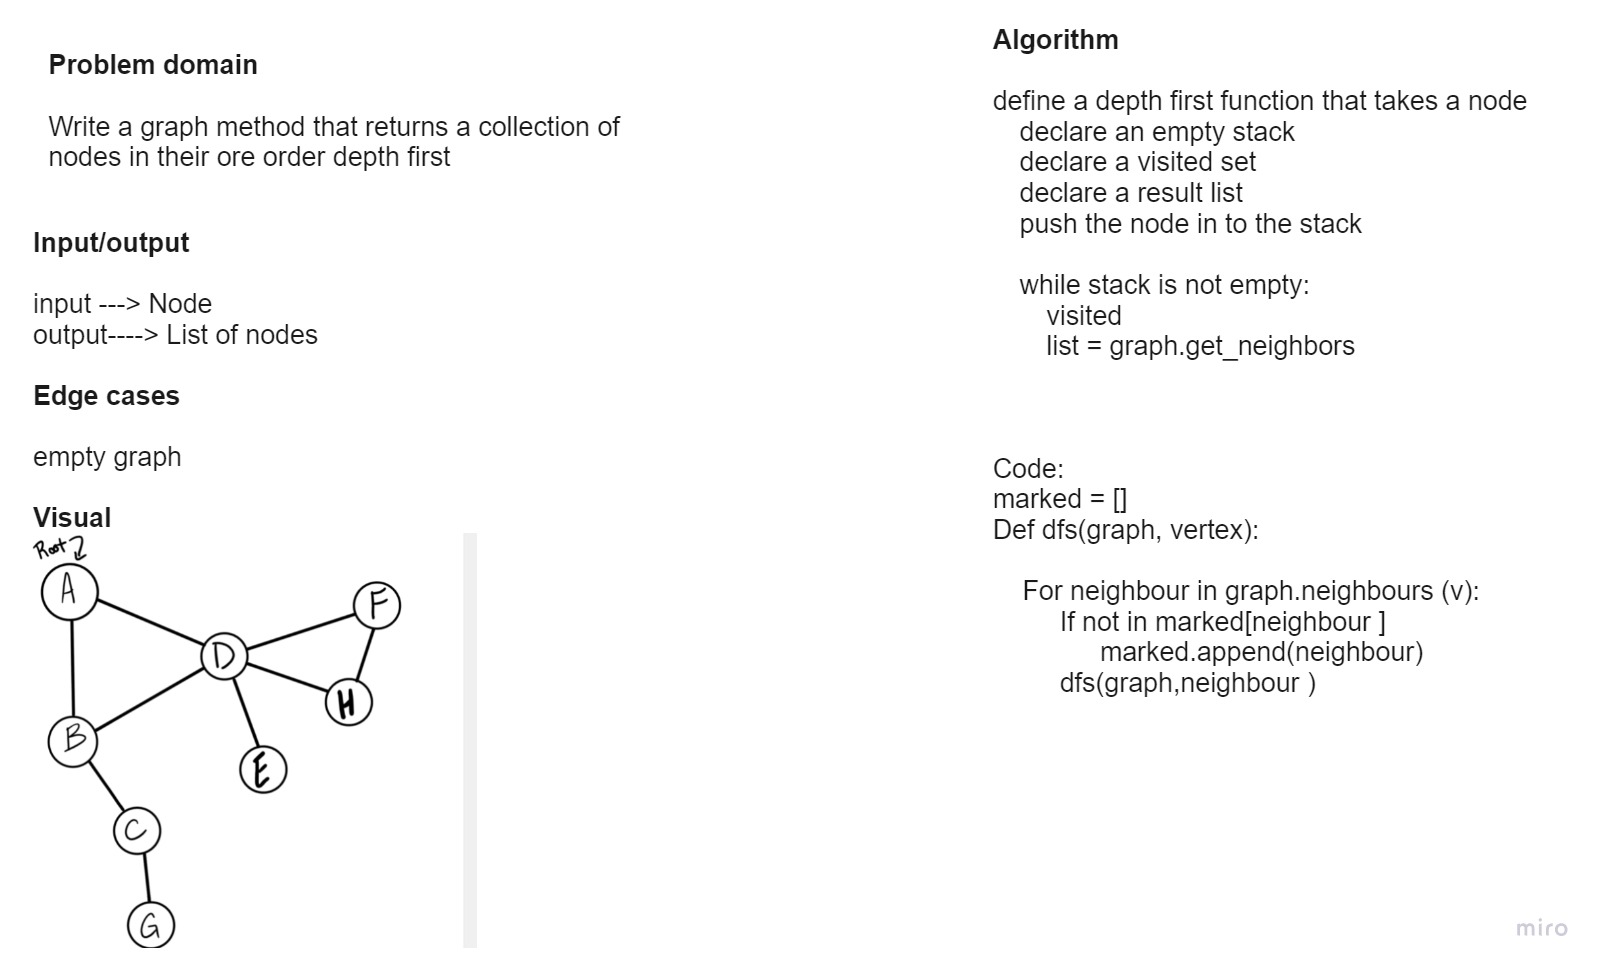 Problem domain
Write a graph method that returns a collection of
nodes in their ore order depth first
Input/output
input ---> Node
output----> List of nodes
Edge cases
empty graph
Visual
Root
A
F
D
H
B
E
C
G
Algorithm
define a depth first function that takes a node
declare an empty stack
declare a visited set
declare a result list
push the node in to the stack
while stack is not empty:
visited
list = graph.get_neighbors
Code:
marked = []
Def dfs(graph, vertex):
For neighbour in graph.neighbours (v):
If not in marked[neighbour ]
marked.append(neighbour)
dfs(graph,neighbour )
miro